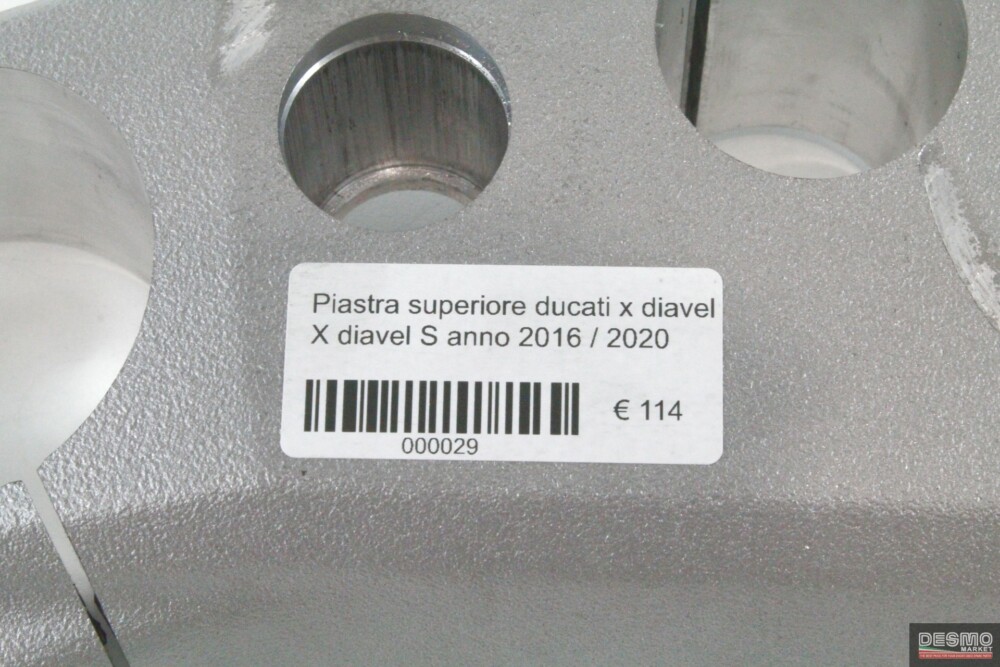 Piastra superiore ducati x diavel
X diavel S anno 2016 / 2020
€ 114
000029
DESMO
MARKET